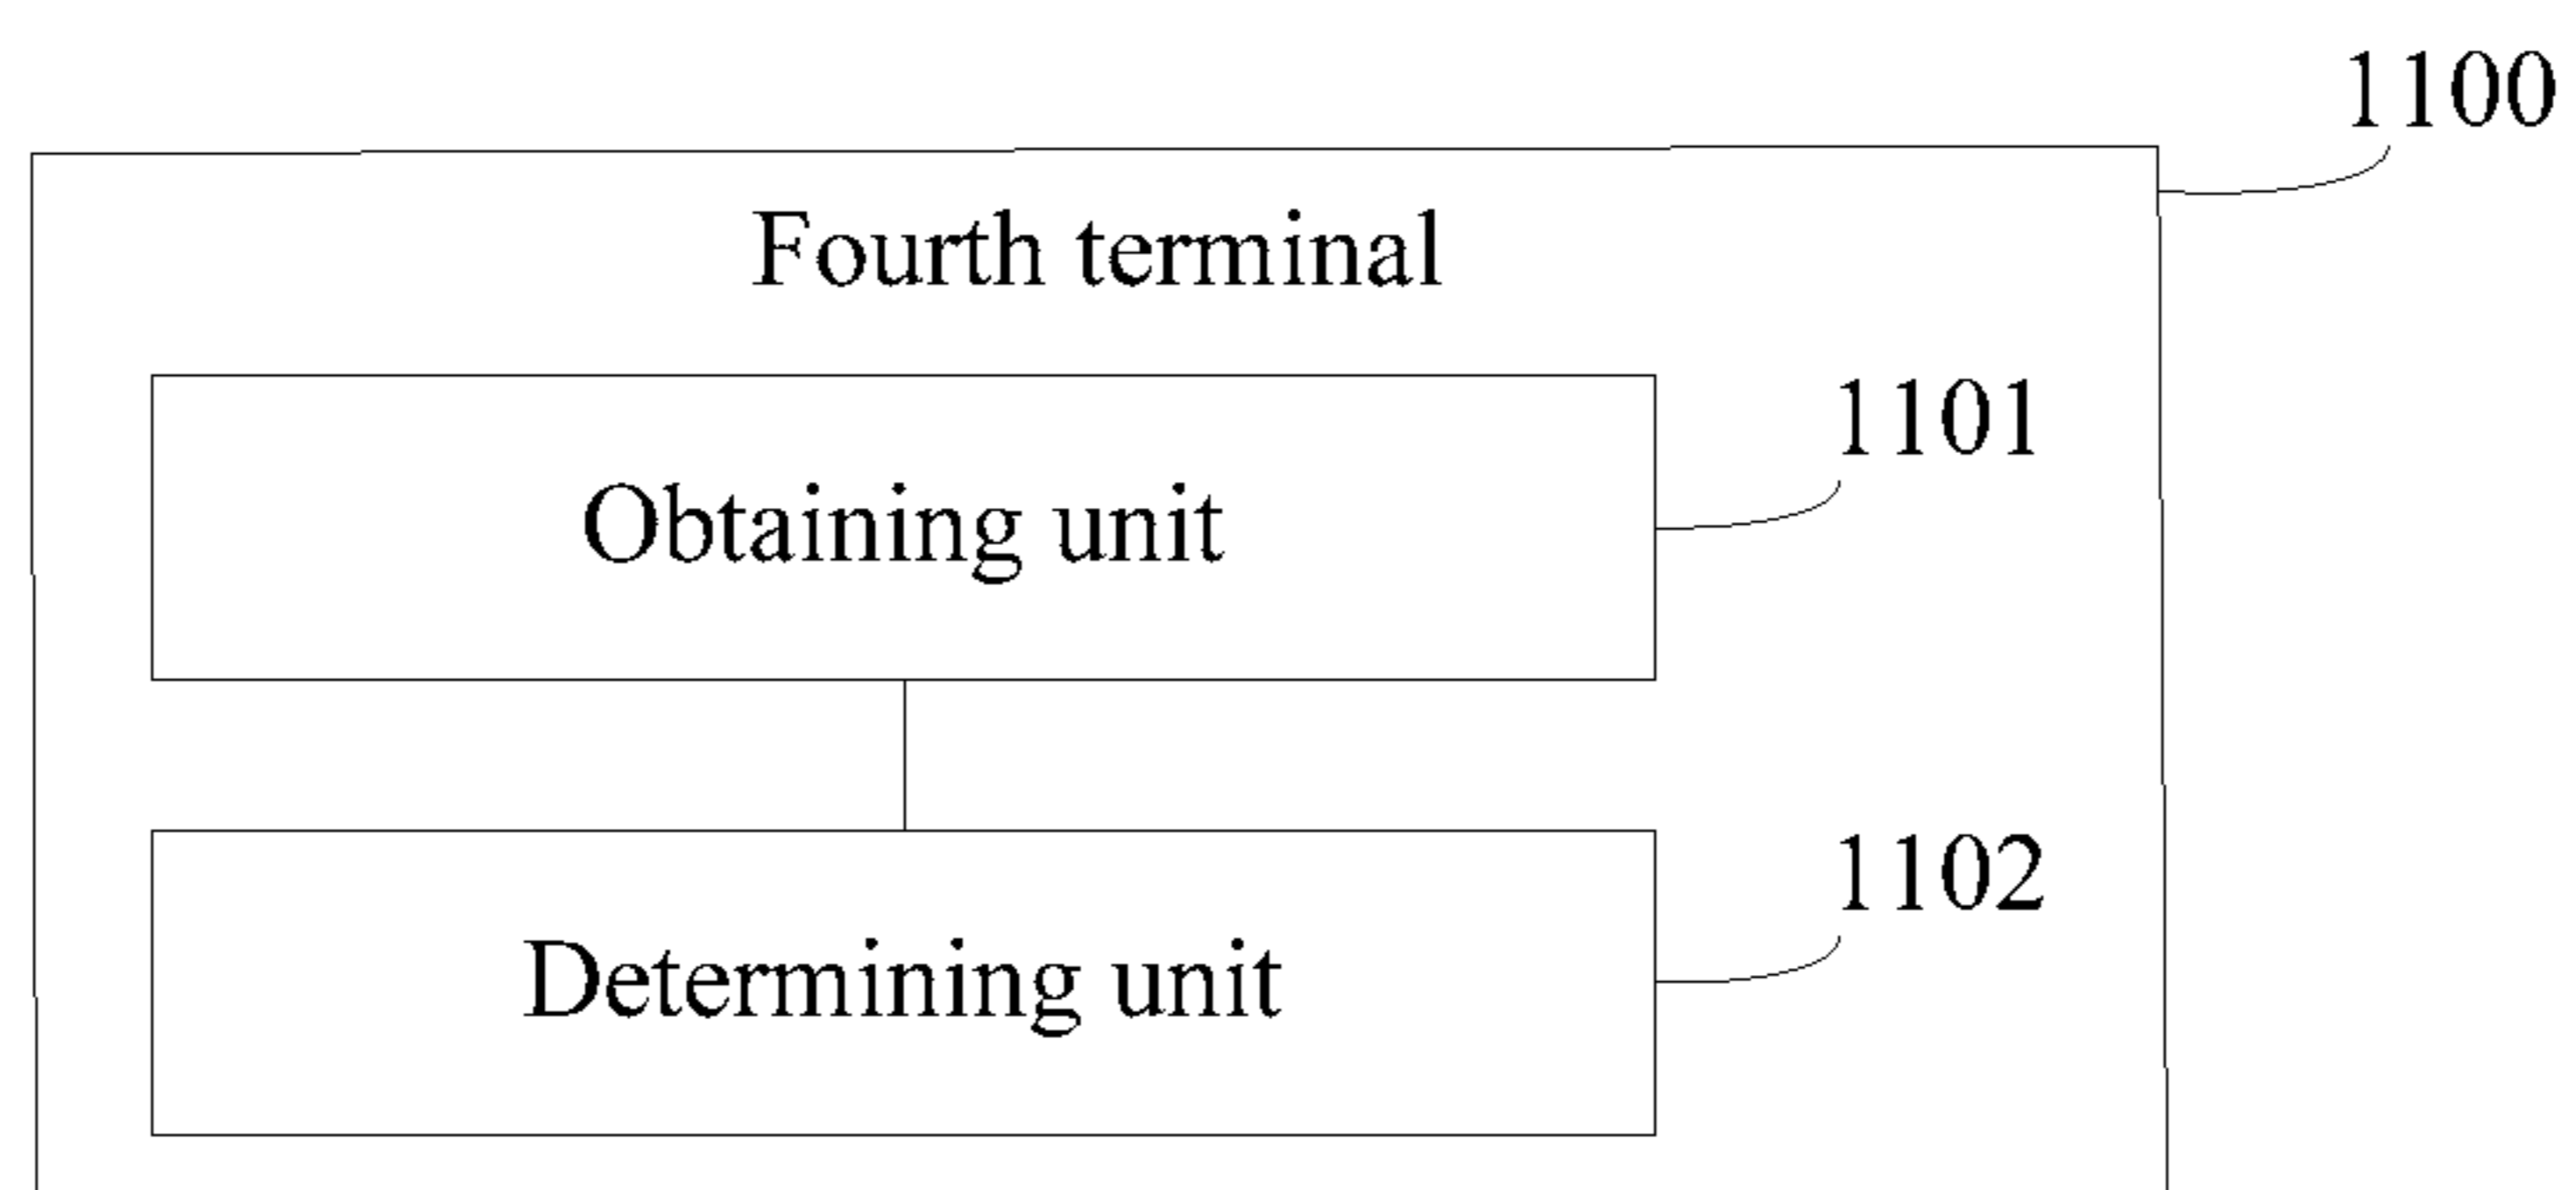 1100
Fourth terminal
1101
Obtaining unit
1102
Determining unit